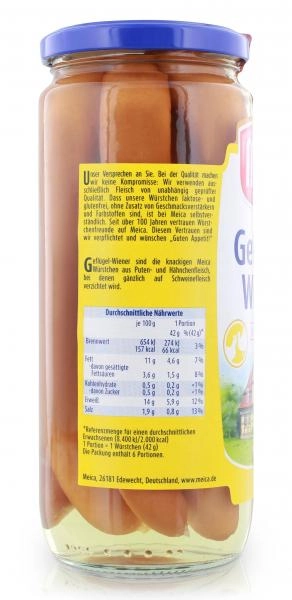 Unser Versprechen an Sie. Bei der Qualität machen
wir keine Kompromisse: Wir verwenden aus-
schließlich Fleisch von unabhängig geprüfter
Qualität. Dass unsere Würstchen laktose- und
glutenfrei, ohne Zusatz von Geschmacksverstärkern
und Farbstoffen sind, ist bei Meica selbstver-
ständlich. Seit über 100 Jahren vertrauen Würst-
chenfreunde auf Meica. Diesem Vertrauen sind
wir verpflichtet und wünschen „Guten Appetit!"
Geflügel-Wiener sind die knackigen Meica
Würstchen aus Puten- und Hähnchenfleisch,
bei denen gänzlich auf Schweinefleisch
verzichtet wird.
Durchschnittliche Nährwerte
je 100g 1 Portion
42 g %(42 g)*
Brennwert 654 kJ 274 kJ 3%
157 kcal 66 kcal
Fett 11 g 4,6 g 7%
-davon gesättigte
Fettsäuren 3,6 g 1,5 g 8%
Kohlenhydrate 0,5 g 0,2 g <1%
-davon Zucker 0,5 g 0,2 g <1%
Eiweiß 14 g 5,9 g 12%
Salz 1,9 g 0,8 g 13%
*Referenzmenge für einen durchschnittlichen
Erwachsenen (8.400 kJ/2.000 kcal)
1 Portion = 1 Würstchen (42 g)
Die Packung enthält 6 Portionen.
Meica, 26181 Edewecht, Deutschland, www.meica.de
Ge
W